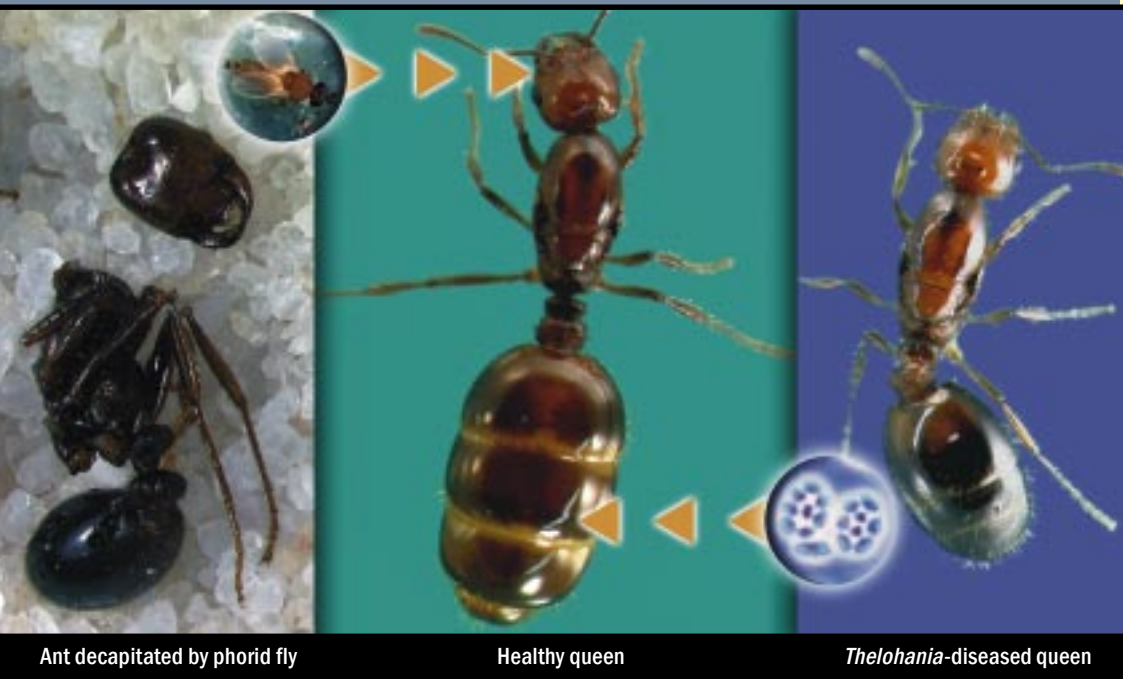 Ant decapitated by phorid fly
Healthy queen
Thelohania-diseased queen